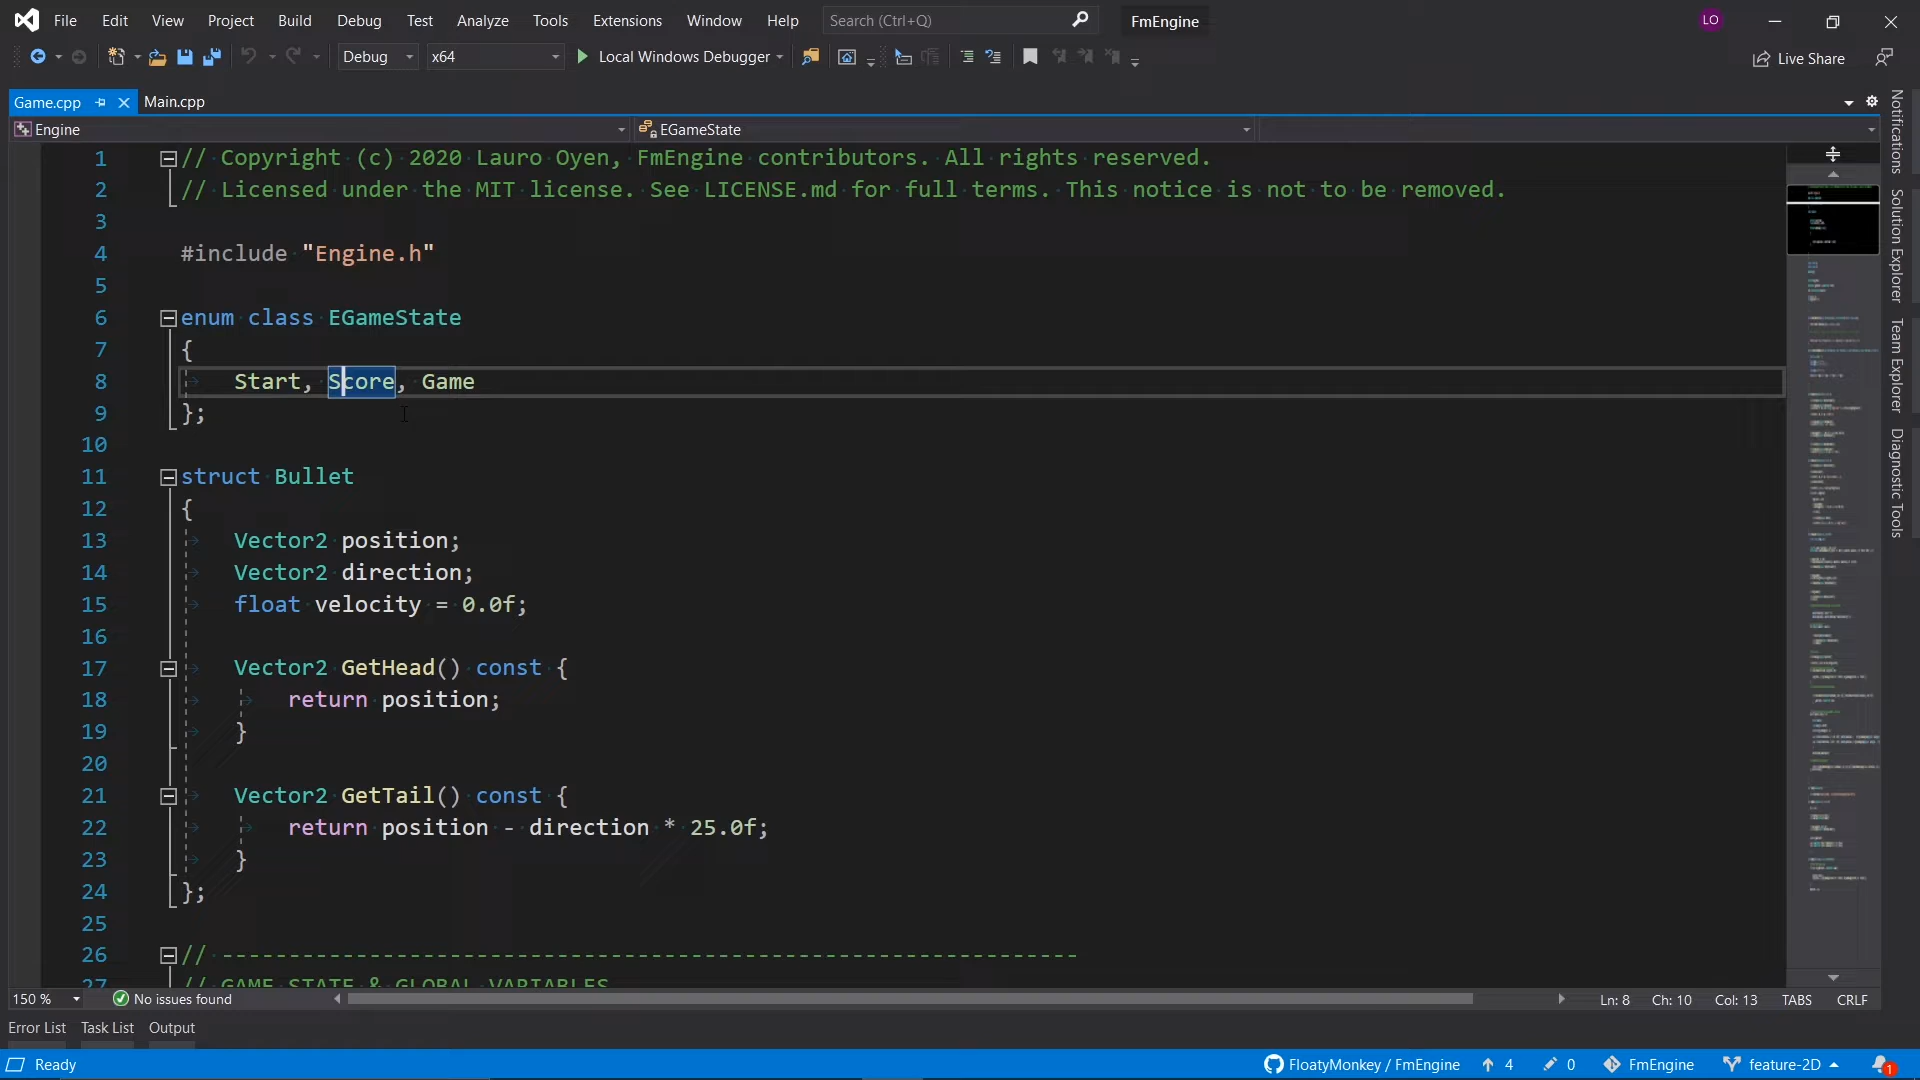 File Edit View Project Build Debug Test Analyze Tools Extensions Window Help Search (Ctrl+Q) FmEngine LO
Debug x64 Local Windows Debugger Live Share
Game.cpp Main.cpp
Engine EGameState
1 // Copyright (c) 2020 Lauro Oyen, FmEngine contributors. All rights reserved.
2 // Licensed under the MIT license. See LICENSE.md for full terms. This notice is not to be removed.
3
4 #include "Engine.h"
5
6 enum class EGameState
7 {
8 Start, Score, Game
9 };
10
11 struct Bullet
12 {
13 Vector2 position;
14 Vector2 direction;
15 float velocity = 0.0f;
16
17 Vector2 GetHead() const {
18 return position;
19 }
20
21 Vector2 GetTail() const {
22 return position - direction * 25.0f;
23 }
24 };
25
26 // ----------------------------------------------------------------
27 // GAME STATE & GLOBAL VARIABLES
Notifications
Solution Explorer
Team Explorer
Diagnostic Tools
150 % No issues found Ln: 8 Ch: 10 Col: 13 TABS CRLF
Error List Task List Output
Ready FloatyMonkey / FmEngine 4 0 FmEngine feature-2D 1